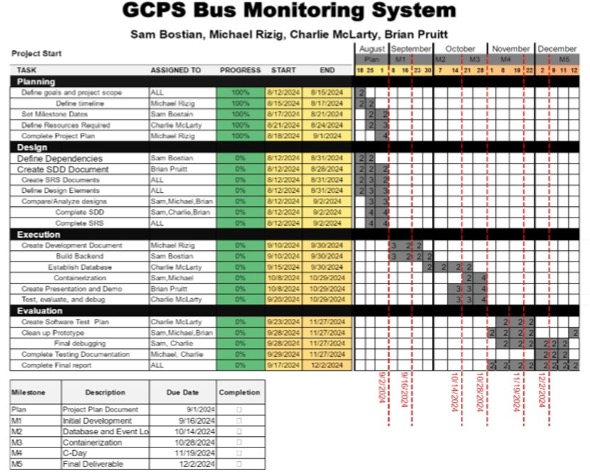 GCPS Bus Monitoring System
Sam Bostian, Michael Rizig, Charlie McLarty, Brian Pruitt
Project Start August September October November December
Plan M1 M2 M3 M4 M5
TASK ASSIGNED TO PROGRESS START END 18 25 1 8 16 23 30 7 14 21 28 1 8 19 22 2 9 11 12
Planning
Define goals and project scope ALL 100% 8/12/2024 8/15/2024 2
Define timeline Michael Rizig 100% 8/15/2024 8/17/2024 2 2
Set Milestone Dates Sam Bostain 100% 8/17/2024 8/21/2024 2 2
Define Resources Required Charlie McLarty 100% 8/21/2024 8/24/2024 2 3
Complete Project Plan Michael Rizig 100% 8/18/2024 9/1/2024 4
Design
Define Dependencies Sam Bostian 0% 8/12/2024 8/31/2024 2 2
Create SDD Document Brian Pruitt 0% 8/12/2024 8/28/2024 2 2 2
Create SRS Documents ALL 0% 8/12/2024 8/31/2024 2 3 2
Define Design Elements ALL 0% 8/12/2024 8/31/2024 2 3 3
Compare/Analyze designs Sam,Michael,Brian 0% 8/12/2024 9/2/2024 2 3 3
Complete SDD Sam,Charlie,Brian 0% 8/12/2024 9/2/2024 4 4
Complete SRS ALL 0% 8/12/2024 9/2/2024 4 4
Execution
Create Development Document Michael Rizig 0% 9/10/2024 9/30/2024 3 2 2
Build Backend Sam Bostian 0% 9/10/2024 9/30/2024 2 2 2 2
Establish Database Charlie McLarty 0% 9/15/2024 9/30/2024 2 2 2 2
Containerization Sam,Michael 0% 10/8/2024 10/29/2024 2 4
Create Presentation and Demo Brian Pruitt 0% 10/8/2024 10/29/2024 3 3 4
Test, evaluate, and debug Charlie McLarty 0% 9/20/2024 10/29/2024 3 3 4
Evaluation
Create Software Test Plan Charlie McLarty 0% 9/23/2024 11/27/2024 2 2 2
Clean up Prototype Sam,Michael,Brian 0% 9/28/2024 11/27/2024 2 2 2 2 2
Final debugging Sam, Charlie 0% 9/28/2024 11/27/2024 2 2 2 2 2
Complete Testing Documentation Michael, Charlie 0% 9/29/2024 11/27/2024 2 2 2
Complete Final report ALL 0% 9/17/2024 12/2/2024 2 2 2 2 2 2 2 2
9/2/2024 9/16/2024 10/14/2024 10/28/2024 11/19/2024 12/2/2024
Milestone Description Due Date Completion
Plan Project Plan Document 9/1/2024
M1 Initial Development 9/16/2024
M2 Database and Event Lo 10/14/2024
M3 Containerization 10/28/2024
M4 C-Day 11/19/2024
M5 Final Deliverable 12/2/2024